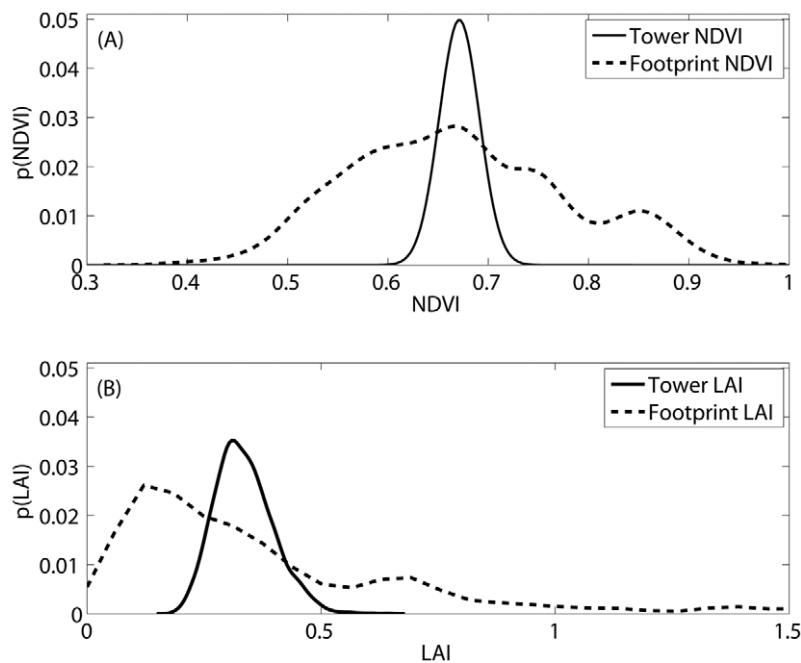 (A)
Tower NDVI
Footprint NDVI
p(NDVI)
0.05
0.04
0.03
0.02
0.01
0
0.3 0.4 0.5 0.6 0.7 0.8 0.9 1
NDVI
(B)
Tower LAI
Footprint LAI
p(LAI)
0.05
0.04
0.03
0.02
0.01
0
0 0.5 1 1.5
LAI